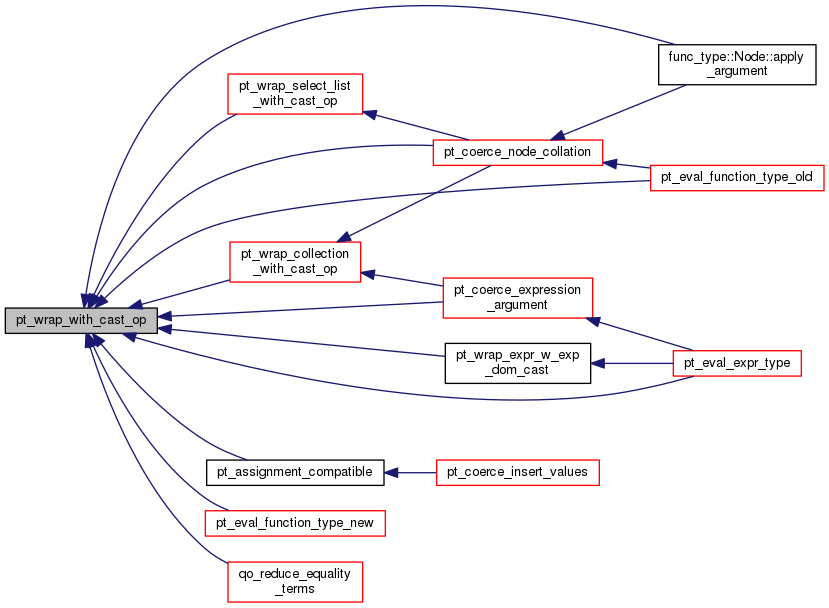 func_type::Node::apply
_argument
pt_wrap_select_list
_with_cast_op
pt_coerce_node_collation
pt_eval_function_type_old
pt_wrap_collection
_with_cast_op
pt_coerce_expression
_argument
pt_wrap_with_cast_op
pt_wrap_expr_w_exp
_dom_cast
pt_eval_expr_type
pt_assignment_compatible
pt_coerce_insert_values
pt_eval_function_type_new
qo_reduce_equality
_terms